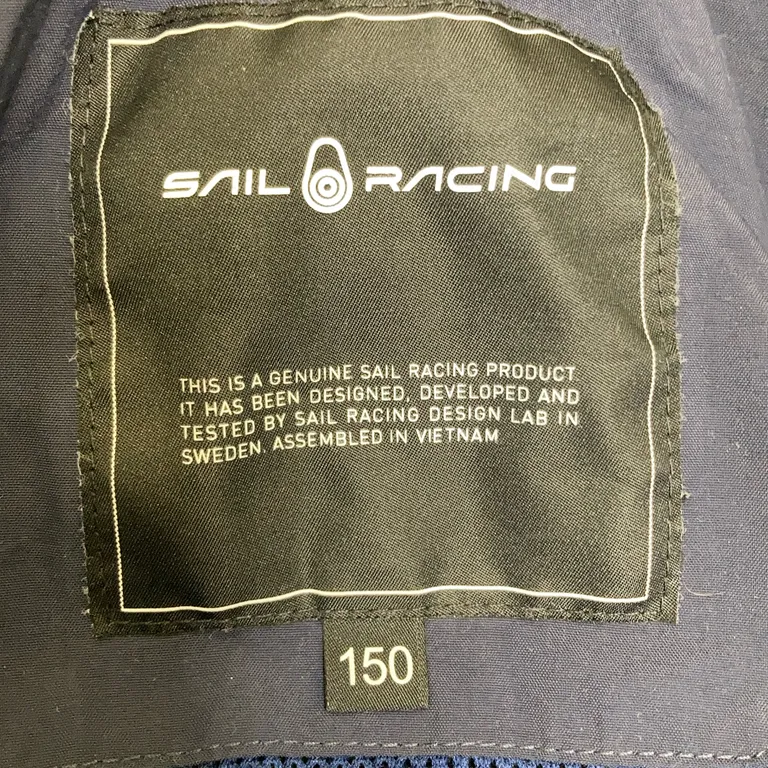 SAIL RACING
THIS IS A GENUINE SAIL RACING PRODUCT
IT HAS BEEN DESIGNED, DEVELOPED AND
TESTED BY SAIL RACING DESIGN LAB IN
SWEDEN. ASSEMBLED IN VIETNAM
150